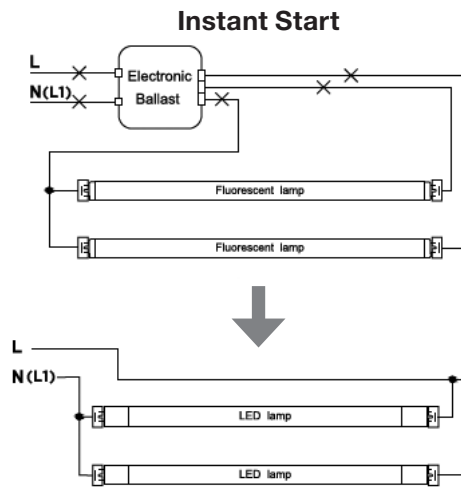 Instant Start
L
Electronic
N(L1)
Ballast
Fluorescent lamp
Fluorescent lamp
L
N(L1)
LED lamp
LED lamp